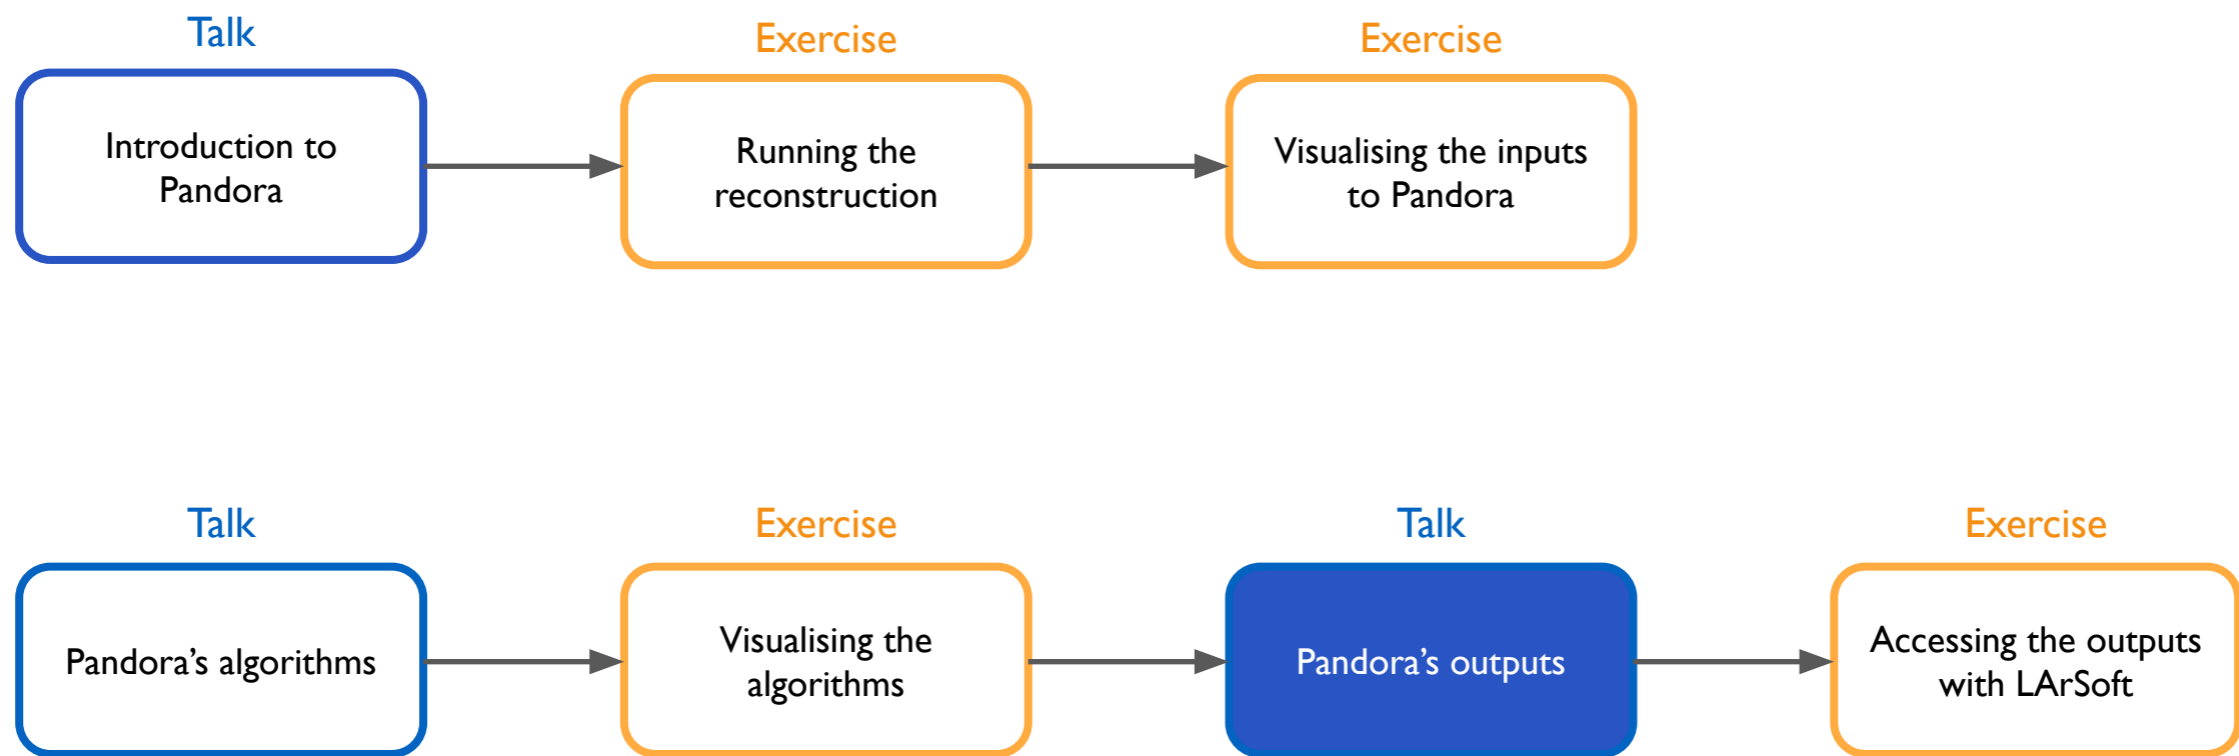 Talk
Introduction to
Pandora
Exercise
Running the
reconstruction
Exercise
Visualising the inputs
to Pandora
Talk
Pandora’s algorithms
Exercise
Visualising the
algorithms
Talk
Pandora’s outputs
Exercise
Accessing the outputs
with LArSoft